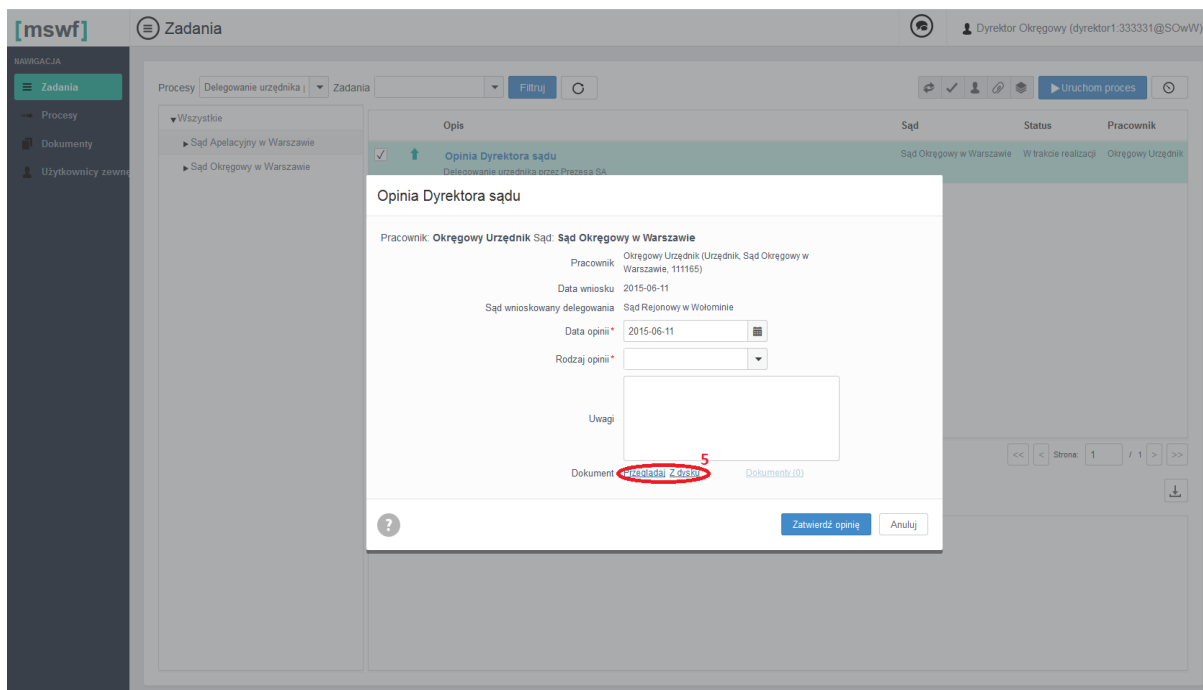 [mswf]
Zadania
Dyrektor Okręgowy (dyrektor1:333331@SOwW)
NAWIGACJA
Zadania
Procesy
Dokumenty
Użytkownicy zewnę
Procesy Delegowanie urzędnika Zadania Filtruj Uruchom proces
Wszystkie
Sąd Apelacyjny w Warszawie
Sąd Okręgowy w Warszawie
Opis Sąd Status Pracownik
Opinia Dyrektora sądu Sąd Okręgowy w Warszawie W trakcie realizacji Okręgowy Urzędnik
Delegowanie urzędnika przez Prezesa SA
Opinia Dyrektora sądu
Pracownik: Okręgowy Urzędnik Sąd: Sąd Okręgowy w Warszawie
Pracownik Okręgowy Urzędnik (Urzędnik, Sąd Okręgowy w
Warszawie, 111165)
Data wniosku 2015-06-11
Sąd wnioskowany delegowania Sąd Rejonowy w Wołominie
Data opinii* 2015-06-11
Rodzaj opinii*
Uwagi
5
Dokument Przeglądaj Z dysku Dokumenty (0)
<< < Strona: 1 / 1 > >>
? Zatwierdź opinię Anuluj